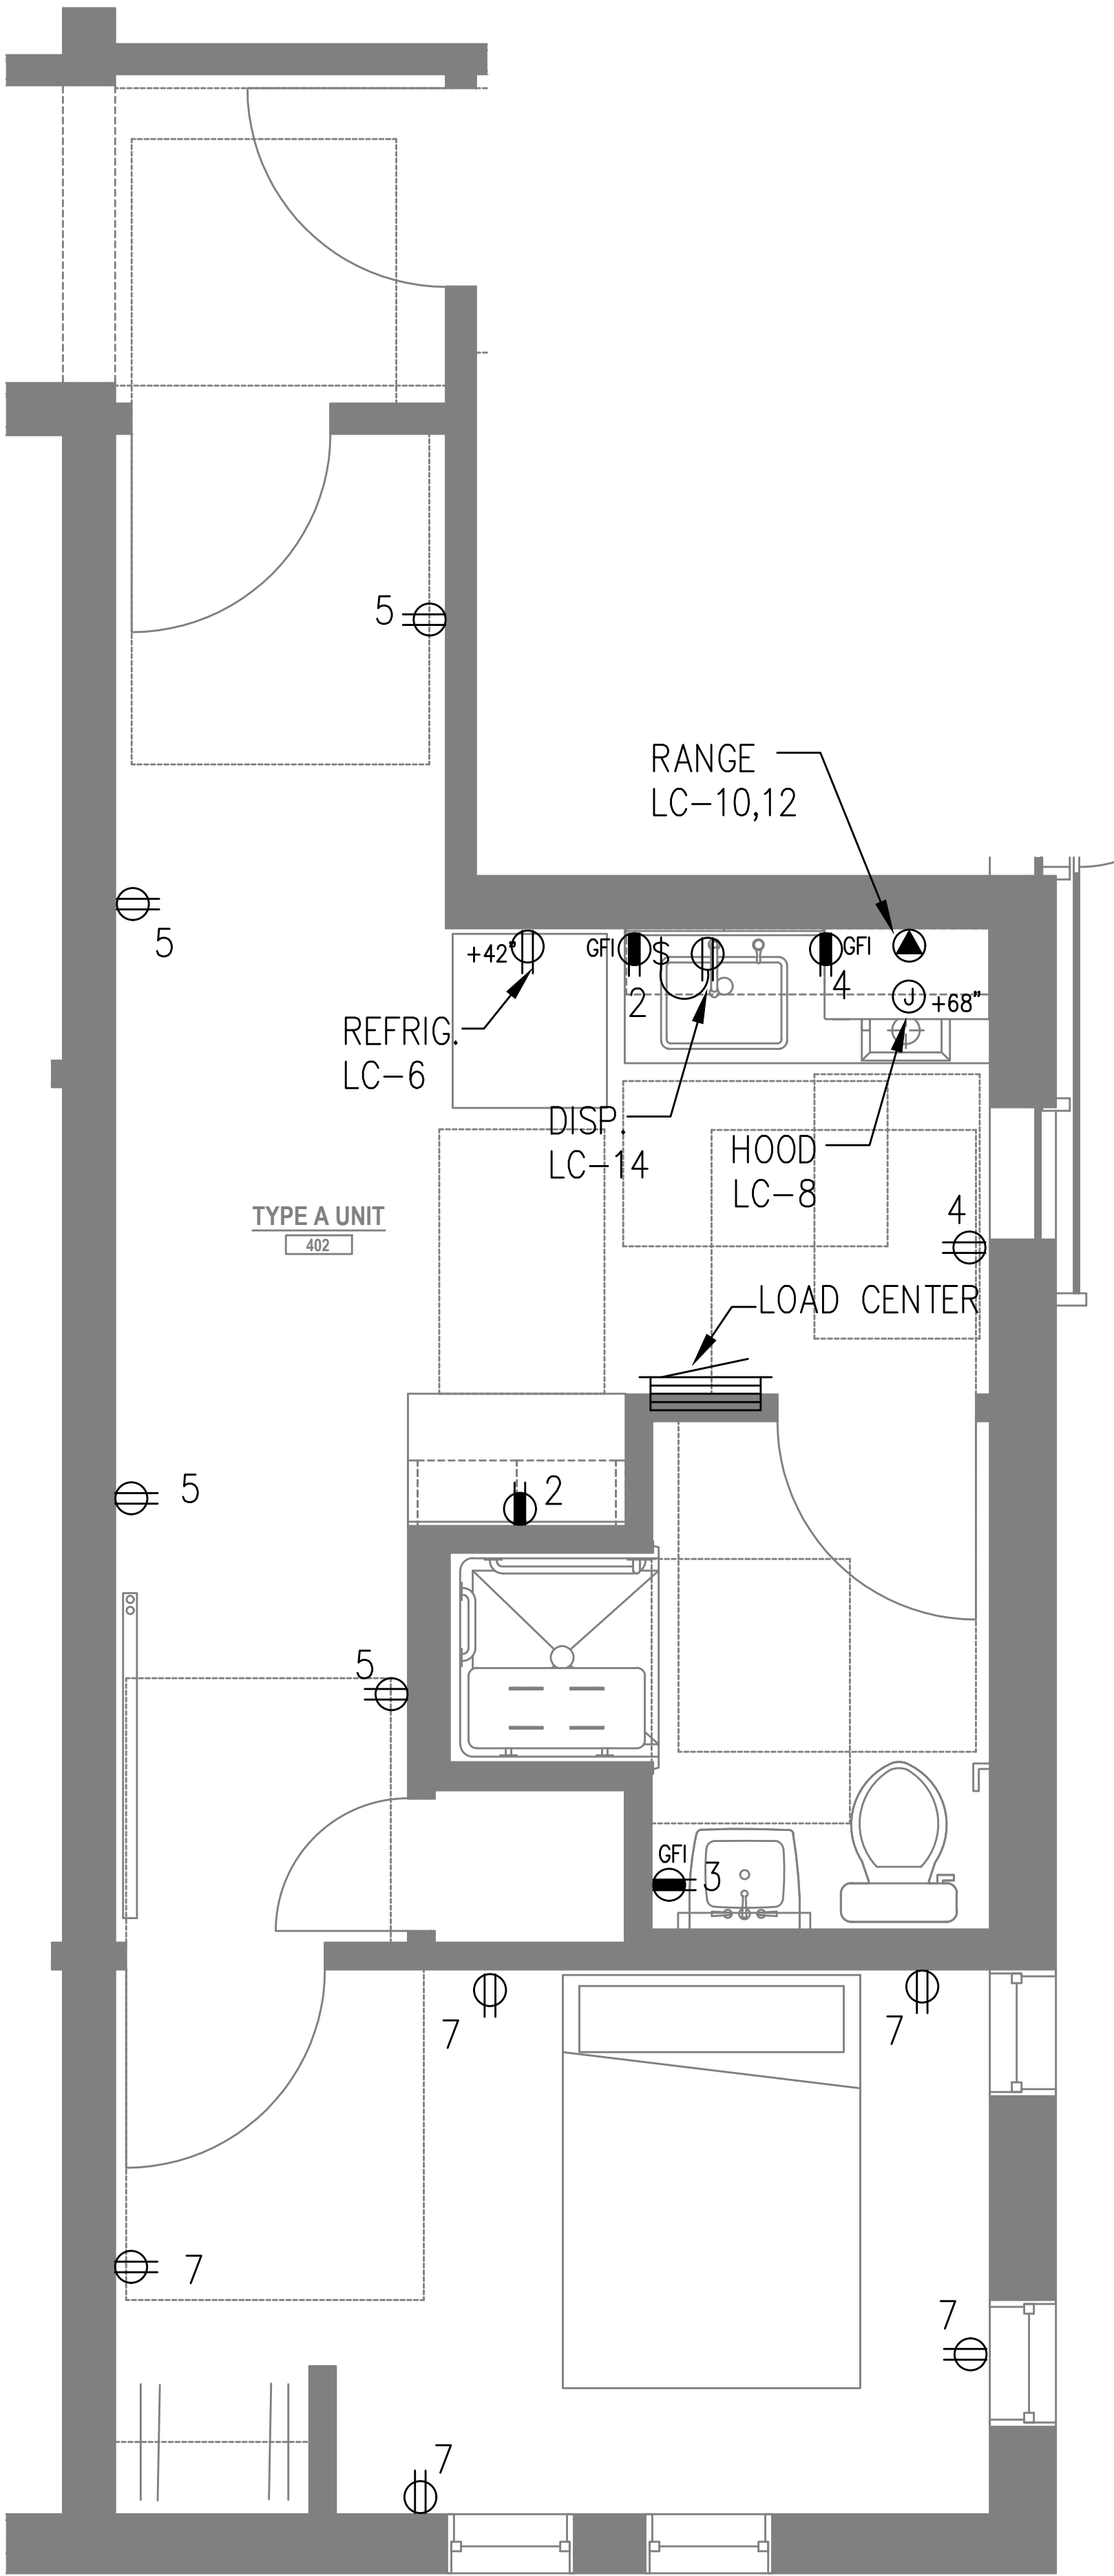 5
RANGE
LC-10,12
5
+42"
GFI
S
2
GFI
4
J
+68"
REFRIG.
LC-6
DISP.
LC-14
HOOD
LC-8
TYPE A UNIT
402
4
LOAD CENTER
5
2
5
GFI
3
7
7
7
7
7